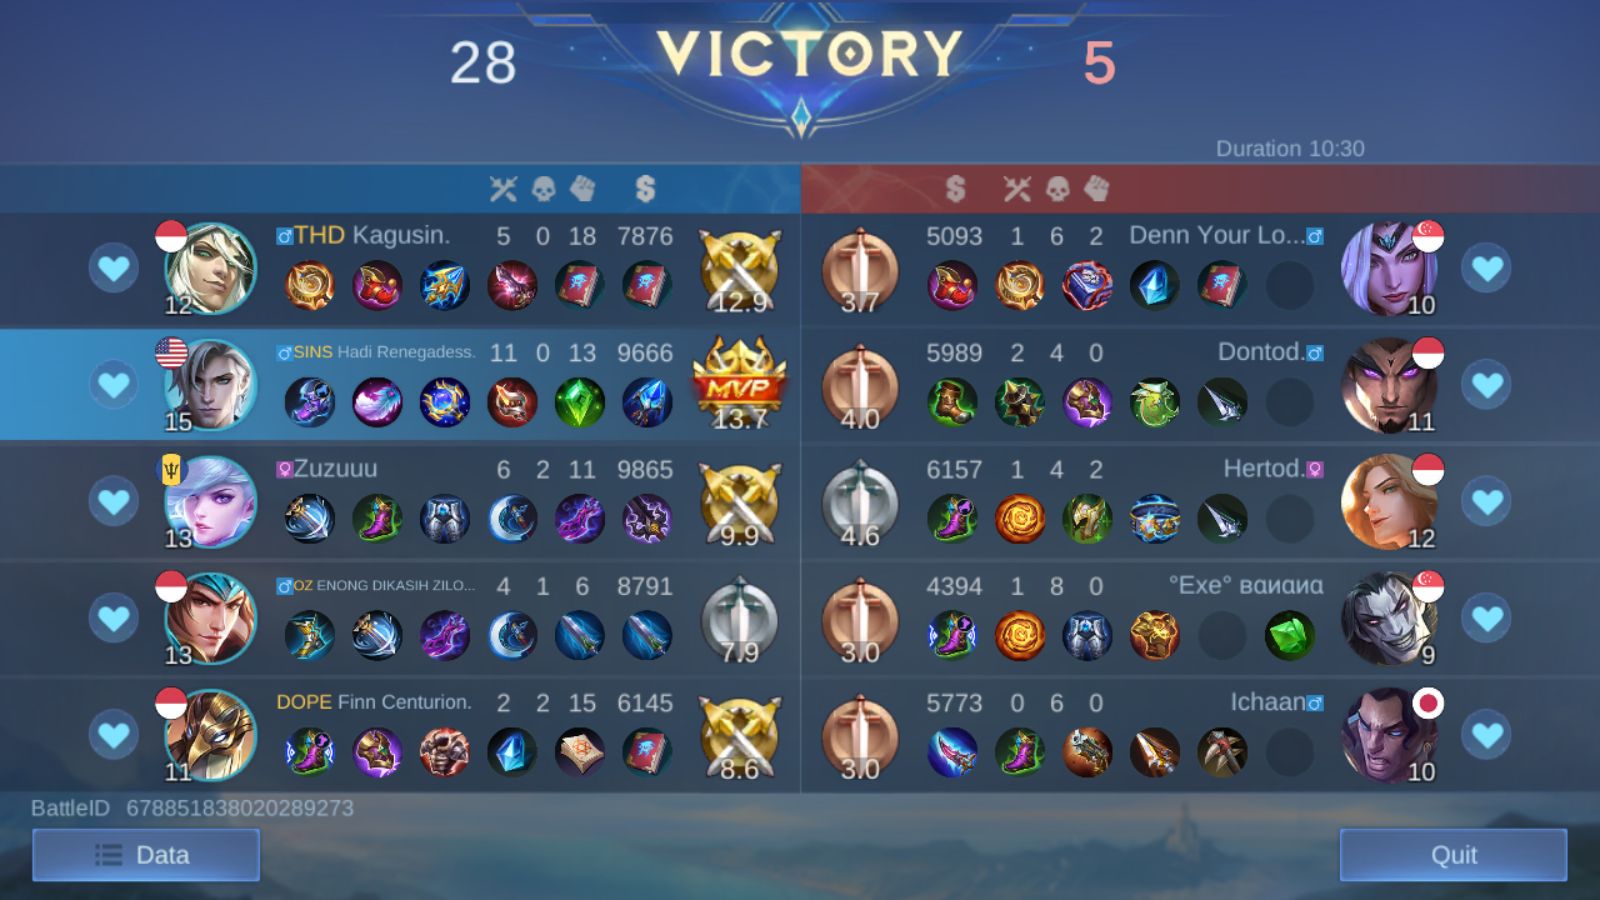 28 VICTORY 5
Duration 10:30
THD Kagusin. 5 0 18 7876
12 12.9
5093 1 6 2 Denn Your Lo...
3.7 10
SINS Hadi Renegadess. 11 0 13 9666
15 MVP 13.7
5989 2 4 0 Dontod.
4.0 11
Zuzuuu 6 2 11 9865
13 9.9
6157 1 4 2 Hertod.
4.6 12
OZ ENONG DIKASIH ZILO... 4 1 6 8791
13 7.9
4394 1 8 0 °Exe° вαиαиα
3.0 9
DOPE Finn Centurion. 2 2 15 6145
11 8.6
5773 0 6 0 Ichaan
3.0 10
BattleID 678851838020289273
Data
Quit